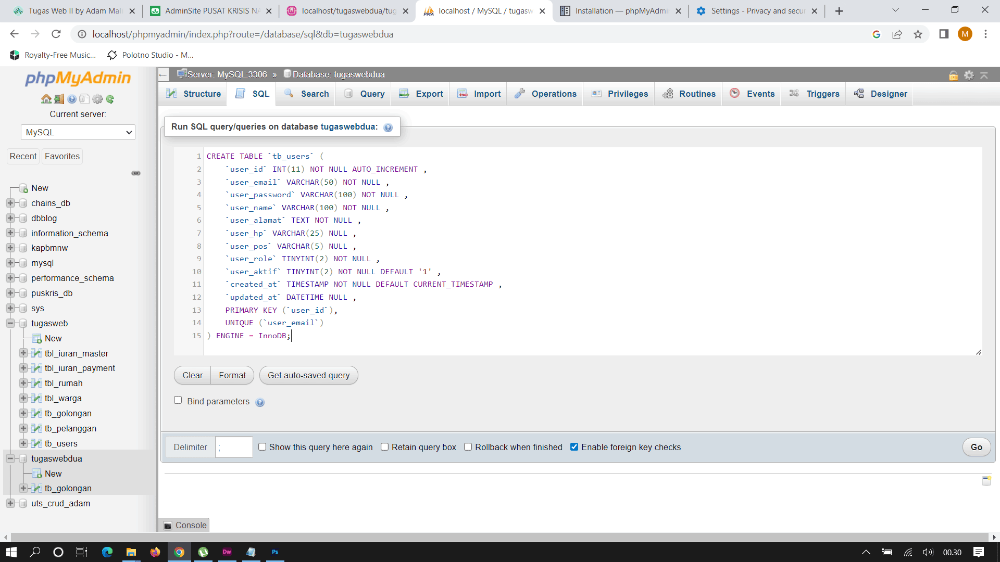 Tugas Web II by Adam Mali
AdminSite PUSAT KRISIS NA
localhost/tugaswebdua/tug
localhost / MySQL / tugasw
Installation — phpMyAdmi
Settings - Privacy and secur
localhost/phpmyadmin/index.php?route=/database/sql&db=tugaswebdua
M
Royalty-Free Music...
Polotno Studio - M...
phpMyAdmin
Current server:
MySQL
Recent
Favorites
New
chains_db
dbblog
information_schema
kapbmnw
mysql
performance_schema
puskris_db
sys
tugasweb
New
tbl_iuran_master
tbl_iuran_payment
tbl_rumah
tbl_warga
tb_golongan
tb_pelanggan
tb_users
tugaswebdua
New
tb_golongan
uts_crud_adam
Server: MySQL:3306 » Database: tugaswebdua
Structure
SQL
Search
Query
Export
Import
Operations
Privileges
Routines
Events
Triggers
Designer
Run SQL query/queries on database tugaswebdua:
1 CREATE TABLE `tb_users` (
2 `user_id` INT(11) NOT NULL AUTO_INCREMENT ,
3 `user_email` VARCHAR(50) NOT NULL ,
4 `user_password` VARCHAR(100) NOT NULL ,
5 `user_name` VARCHAR(100) NOT NULL ,
6 `user_alamat` TEXT NOT NULL ,
7 `user_hp` VARCHAR(25) NULL ,
8 `user_pos` VARCHAR(5) NULL ,
9 `user_role` TINYINT(2) NOT NULL ,
10 `user_aktif` TINYINT(2) NOT NULL DEFAULT '1' ,
11 `created_at` TIMESTAMP NOT NULL DEFAULT CURRENT_TIMESTAMP ,
12 `updated_at` DATETIME NULL ,
13 PRIMARY KEY (`user_id`),
14 UNIQUE (`user_email`)
15 ) ENGINE = InnoDB;
Clear
Format
Get auto-saved query
Bind parameters
Delimiter
;
Show this query here again
Retain query box
Rollback when finished
Enable foreign key checks
Go
Console
Dw
Ps
00.30